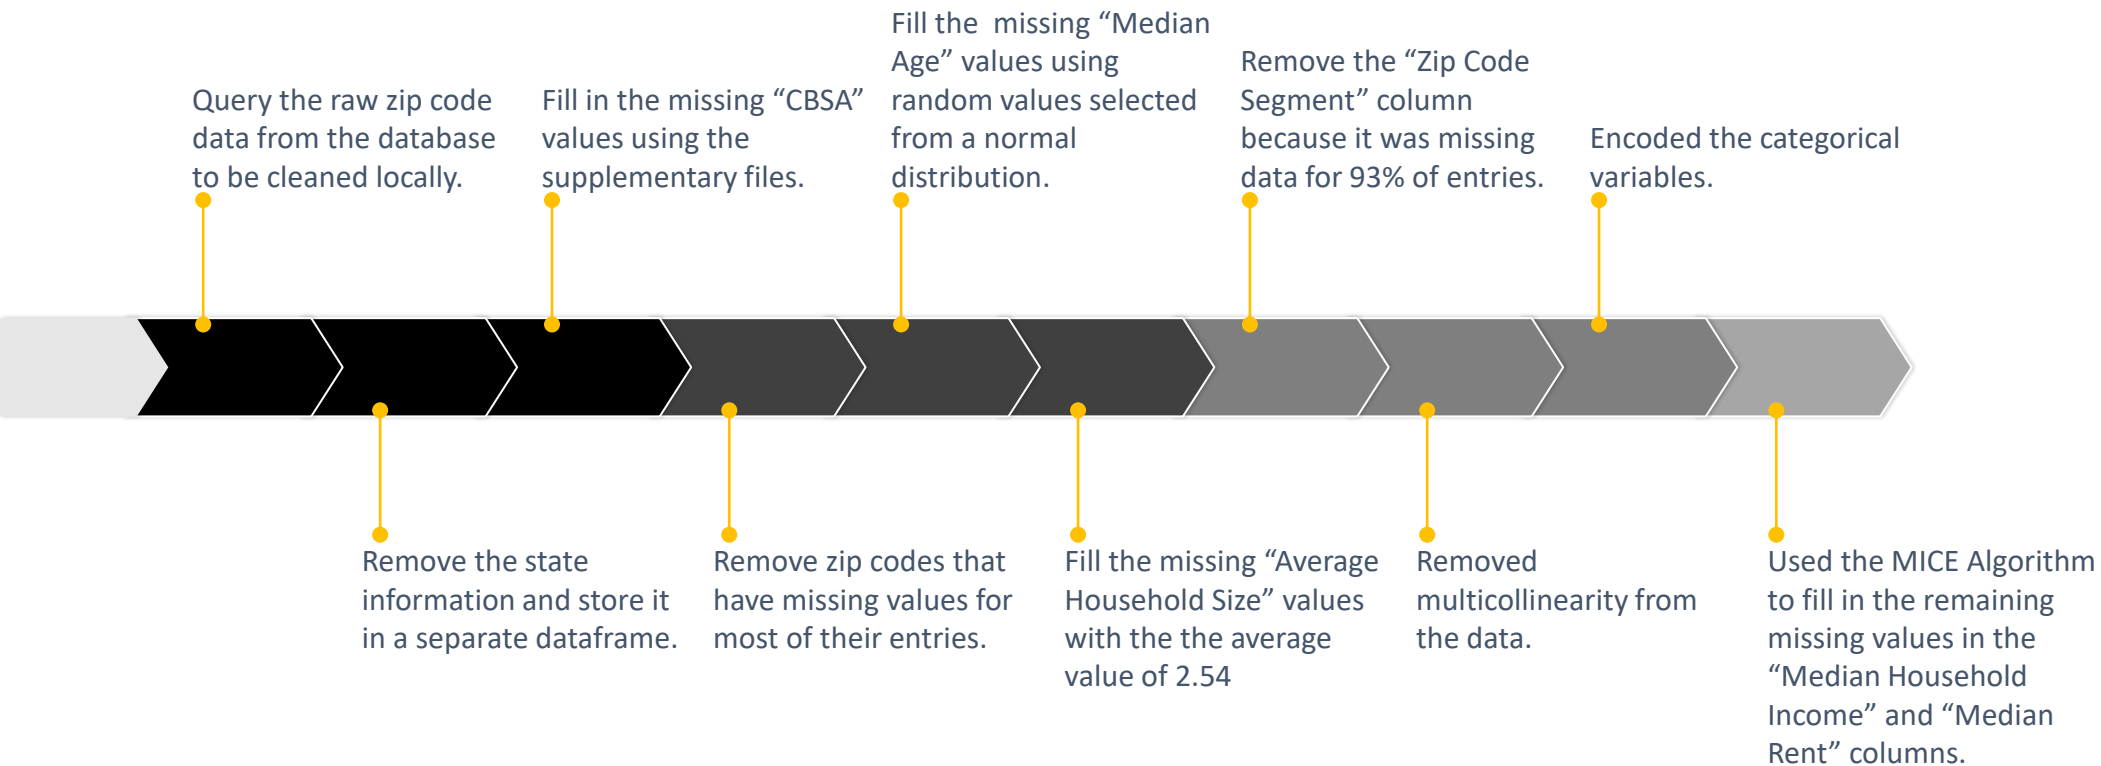 Query the raw zip code
data from the database
to be cleaned locally.
Remove the state
information and store it
in a separate dataframe.
Fill in the missing “CBSA”
values using the
supplementary files.
Remove zip codes that
have missing values for
most of their entries.
Fill the  missing “Median
Age” values using
random values selected
from a normal
distribution.
Fill the missing “Average
Household Size” values
with the the average
value of 2.54
Remove the “Zip Code
Segment” column
because it was missing
data for 93% of entries.
Removed
multicollinearity from
the data.
Encoded the categorical
variables.
Used the MICE Algorithm
to fill in the remaining
missing values in the
“Median Household
Income” and “Median
Rent” columns.